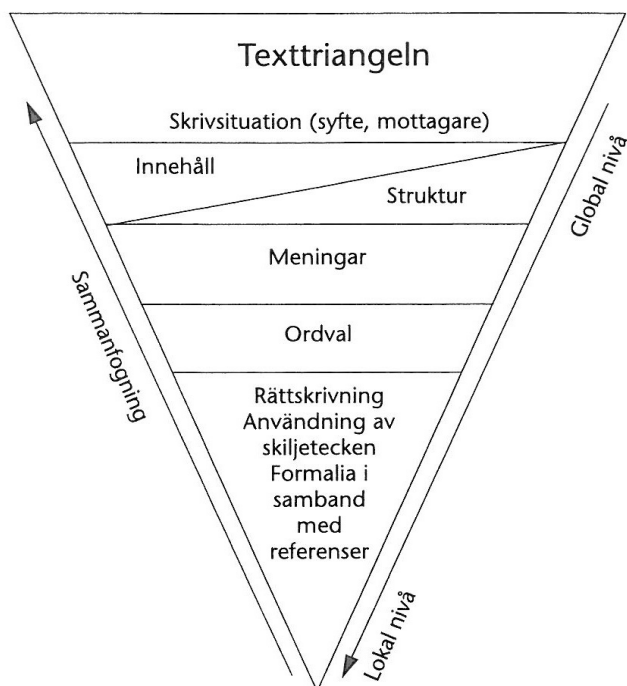 Texttriangeln
Skrivsituation (syfte, mottagare)
Innehåll
Struktur
Meningar
Ordval
Rättskrivning
Användning av
skiljetecken
Formalia i
samband
med
referenser
Sammanfogning
Global nivå
Lokal nivå